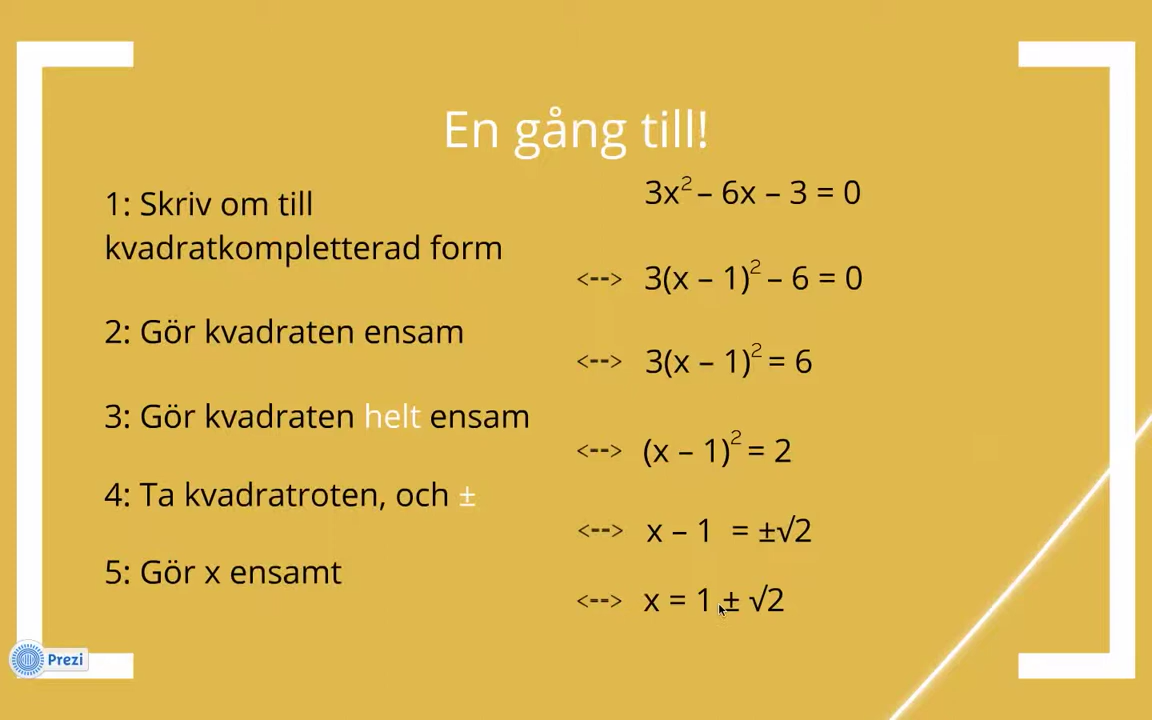 En gång till!
1: Skriv om till
kvadratkompletterad form
2: Gör kvadraten ensam
3: Gör kvadraten helt ensam
4: Ta kvadratroten, och ±
5: Gör x ensamt
3x² – 6x – 3 = 0
<--> 3(x – 1)² – 6 = 0
<--> 3(x – 1)² = 6
<--> (x – 1)² = 2
<--> x – 1 = ±√2
<--> x = 1 ± √2
Prezi